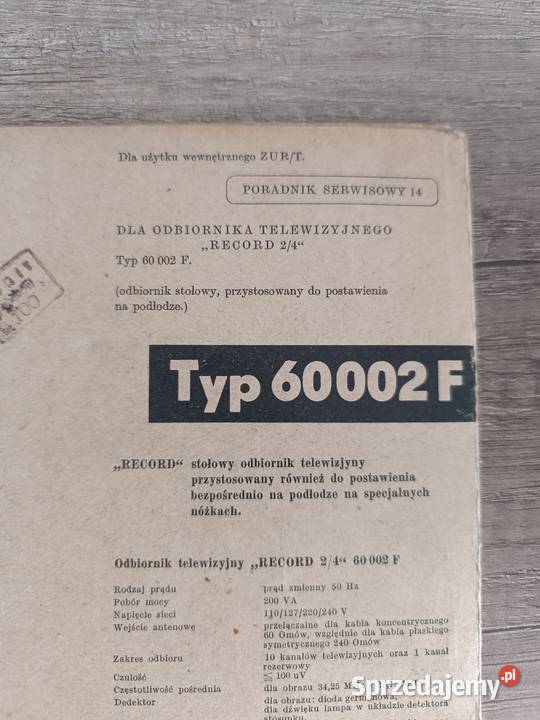 Dla użytku wewnętrznego ZUR/T.
PORADNIK SERWISOWY 14
DLA ODBIORNIKA TELEWIZYJNEGO
„RECORD 2/4"
Typ 60 002 F.
(odbiornik stołowy, przystosowany do postawienia
na podłodze.)
Typ 60002 F
„RECORD" stołowy odbiornik telewizjyny
przystosowany również do postawienia
bezpośrednio na podłodze na specjalnych
nóżkach.
Odbiornik telewizyjny „RECORD 2/4" 60 002 F
Rodzaj prądu prąd zmienny 50 Hz
Pobór mocy 200 VA
Napięcie sieci 110/127/220/240 V
Wejście antenowe przełączalne dla kabla koncentrycznego
60 Omów, względnie dla kabla płaskiego
symetrycznego 240 Omów
Zakres odbioru 10 kanałów telewizyjnych oraz 1 kanał
rezerwowy
Czułość ≦ 100 uV
Częstotliwość pośrednia dla obrazu 34,25
Dedektor dla obrazu: dioda germanowa,
dla dźwięku lampa w układzie detektora
stosunku.
Sprzedajemy.pl